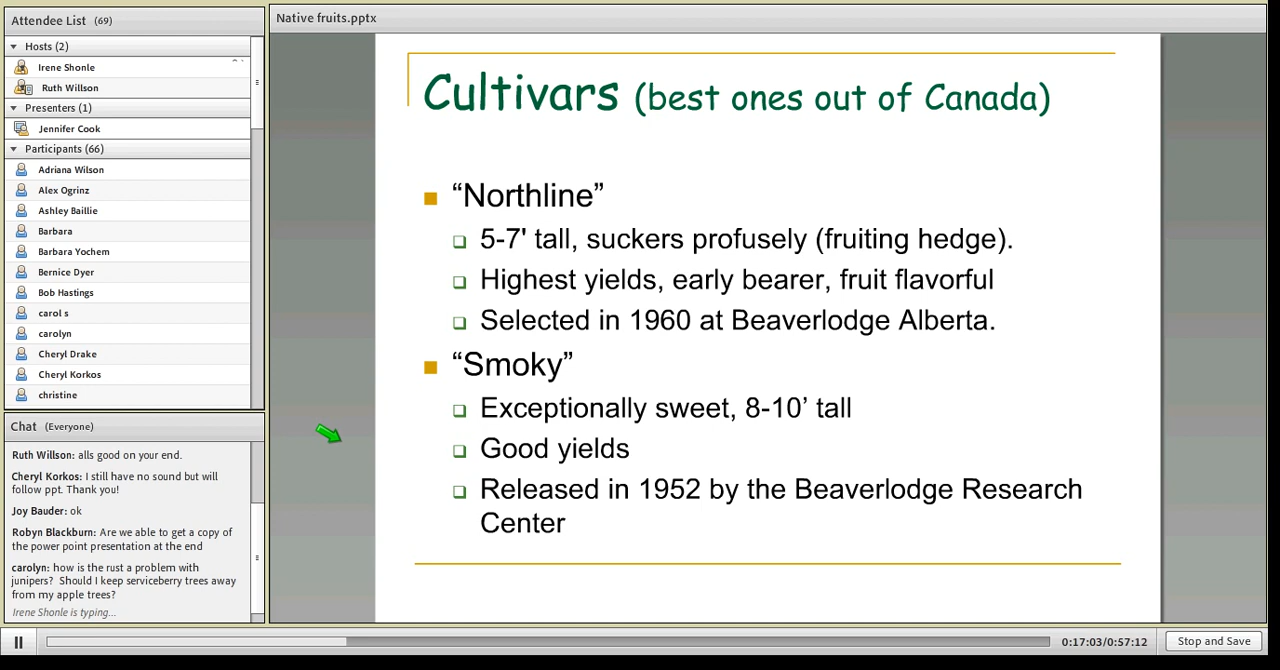 Attendee List (69)
Hosts (2)
Irene Shonle
Ruth Willson
Presenters (1)
Jennifer Cook
Participants (66)
Adriana Wilson
Alex Ogrinz
Ashley Baillie
Barbara
Barbara Yochem
Bernice Dyer
Bob Hastings
carol s
carolyn
Cheryl Drake
Cheryl Korkos
christine
Chat (Everyone)
Ruth Willson: alls good on your end.
Cheryl Korkos: I still have no sound but will
follow ppt. Thank you!
Joy Bauder: ok
Robyn Blackburn: Are we able to get a copy of
the power point presentation at the end
carolyn: how is the rust a problem with
junipers? Should I keep serviceberry trees away
from my apple trees?
Irene Shonle is typing...
Native fruits.pptx
Cultivars (best ones out of Canada)
“Northline”
5-7' tall, suckers profusely (fruiting hedge).
Highest yields, early bearer, fruit flavorful
Selected in 1960 at Beaverlodge Alberta.
“Smoky”
Exceptionally sweet, 8-10’ tall
Good yields
Released in 1952 by the Beaverlodge Research
Center
0:17:03/0:57:12
Stop and Save